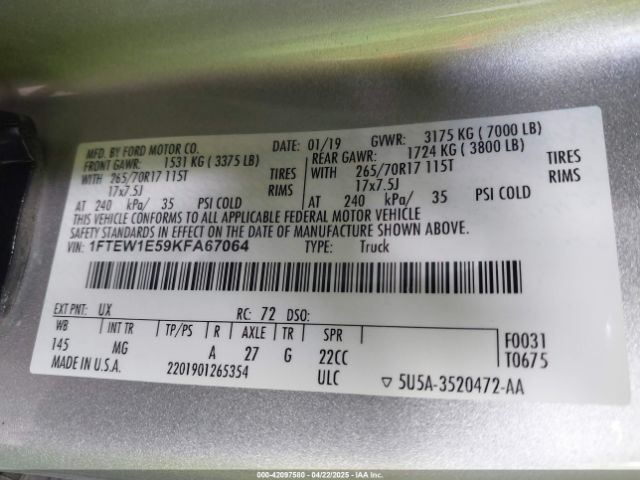 MFD. BY FORD MOTOR CO.
DATE: 01/19 GVWR: 3175 KG ( 7000 LB)
FRONT GAWR: 1531 KG ( 3375 LB) REAR GAWR: 1724 KG ( 3800 LB)
WITH 265/70R17 115T TIRES WITH 265/70R17 115T TIRES
17x7.5J RIMS 17x7.5J RIMS
AT 240 kPa/ 35 PSI COLD AT 240 kPa/ 35 PSI COLD
THIS VEHICLE CONFORMS TO ALL APPLICABLE FEDERAL MOTOR VEHICLE
SAFETY STANDARDS IN EFFECT ON THE DATE OF MANUFACTURE SHOWN ABOVE.
VIN: 1FTEW1E59KFA67064 TYPE: Truck
EXT PNT: UX RC: 72 DSO:
WB INT TR TP/PS R AXLE TR SPR F0031
145 MG A 27 G 22CC T0675
MADE IN U.S.A. 2201901265354 ULC ▽ 5U5A-3520472-AA
000-42097580 - 04/22/2025 - IAAI.COM